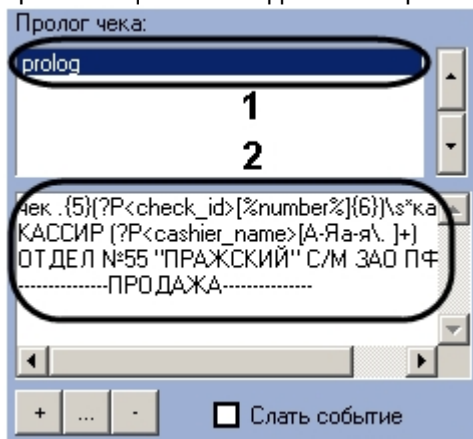 Пролог чека:
prolog
1
2
чек .{5}(?P<check_id>[%number%]{6})\s*ка
КАССИР (?P<cashier_name>[А-Яа-я\. ]+)
ОТДЕЛ №55 "ПРАЖСКИЙ" С/М ЗАО ПФ
--------------ПРОДАЖА---------------
+ ... -
Слать событие